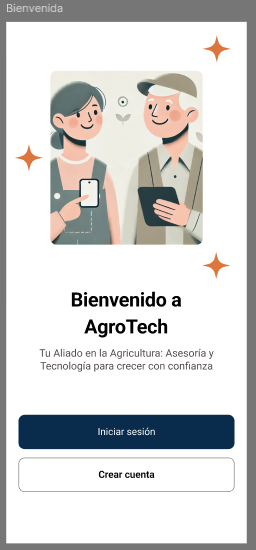 Bienvenida
Bienvenido a
AgroTech
Tu Aliado en la Agricultura: Asesoría y
Tecnología para crecer con confianza
Iniciar sesión
Crear cuenta